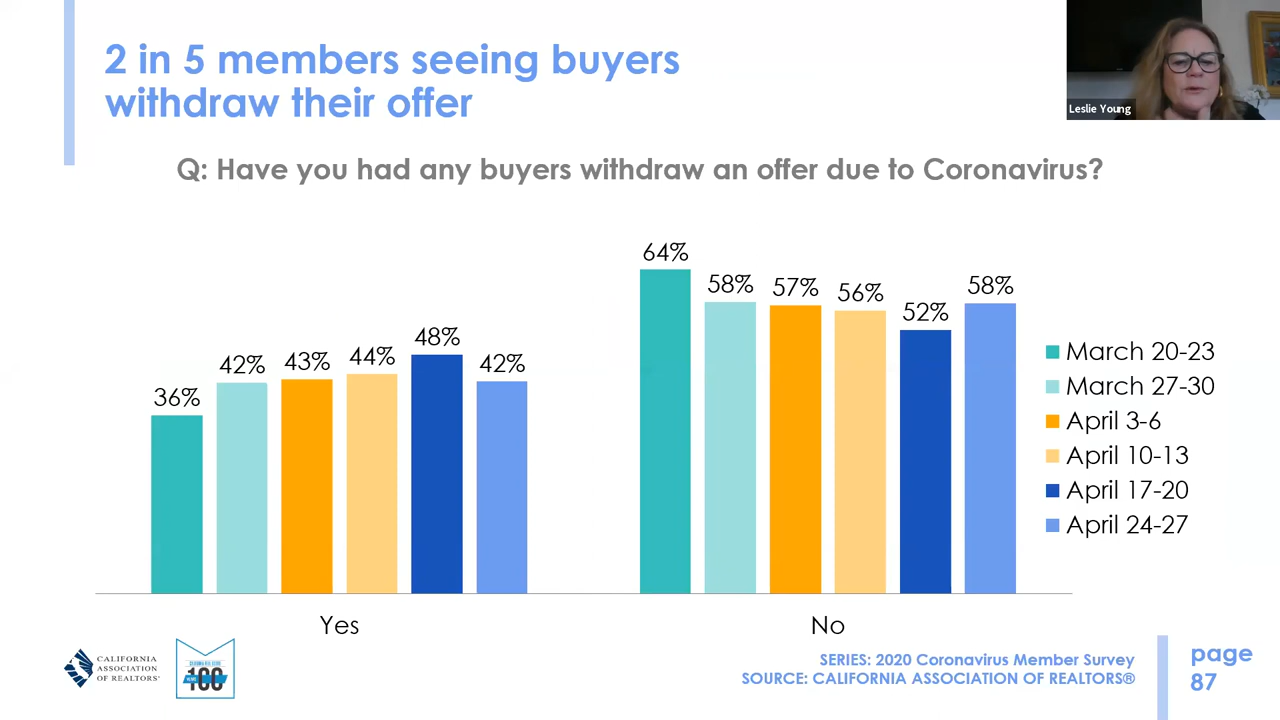 2 in 5 members seeing buyers
withdraw their offer
Leslie Young
Q: Have you had any buyers withdraw an offer due to Coronavirus?
36%
42%
43%
44%
48%
42%
64%
58%
57%
56%
52%
58%
March 20-23
March 27-30
April 3-6
April 10-13
April 17-20
April 24-27
Yes
No
CALIFORNIA
ASSOCIATION
OF REALTORS®
100
SERIES: 2020 Coronavirus Member Survey
SOURCE: CALIFORNIA ASSOCIATION OF REALTORS®
page
87